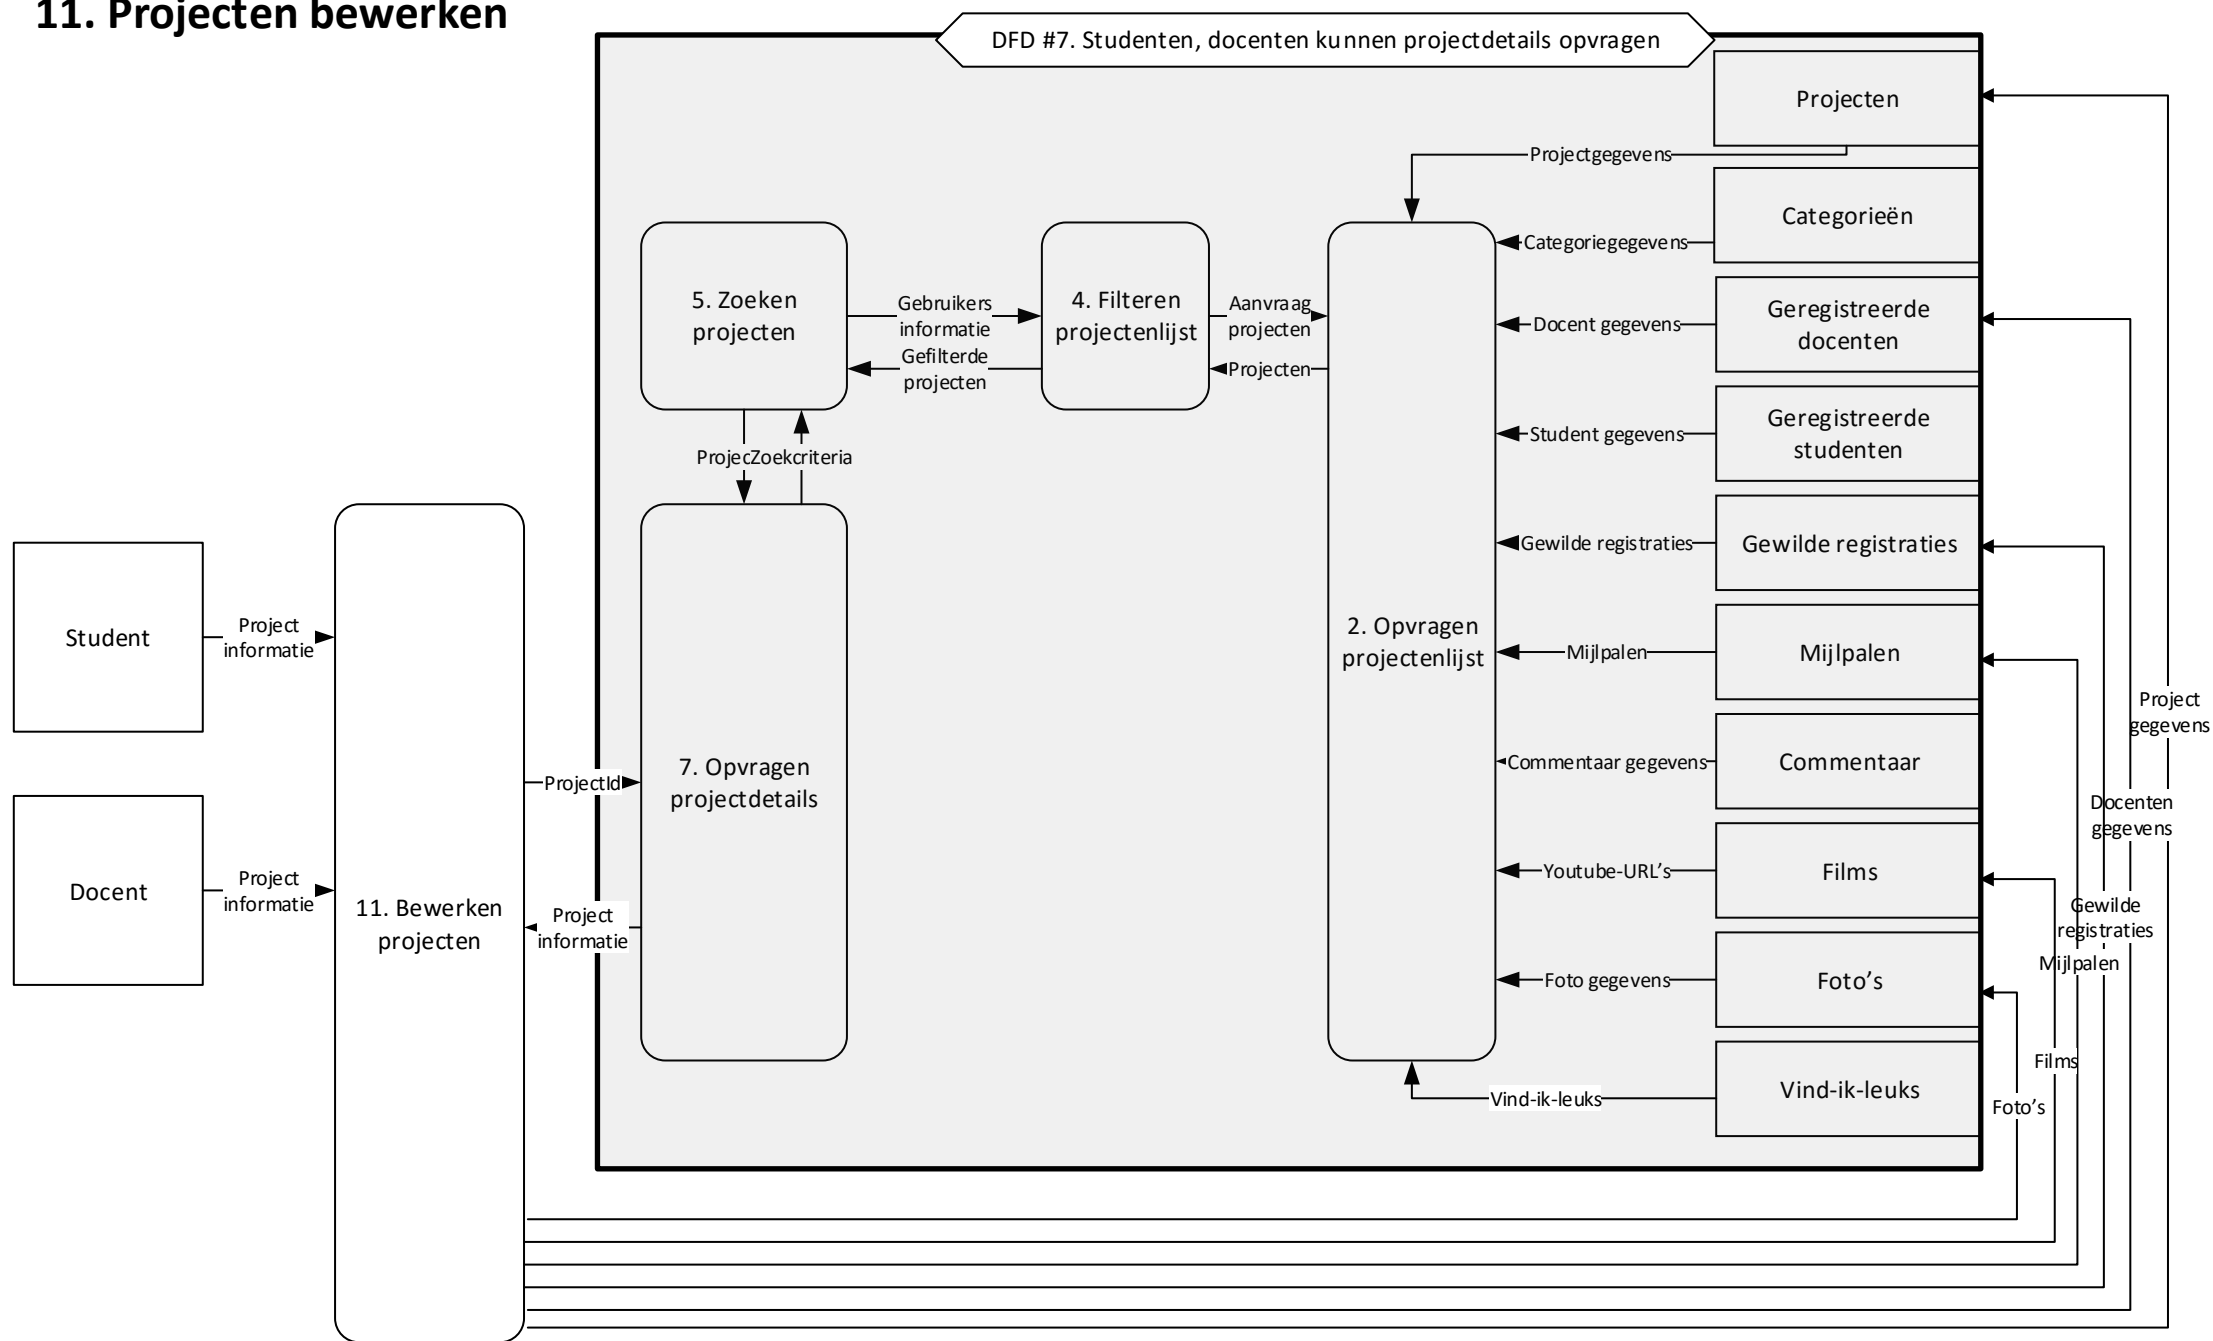 11. Projecten bewerken
DFD #7. Studenten, docenten kunnen projectdetails opvragen
Projecten
Projectgegevens
Categorieën
Categoriegegevens
5. Zoeken
projecten
Gebruikers
informatie
Gefilterde
projecten
4. Filteren
projectenlijst
Aanvraag
projecten
Projecten
Docent gegevens
Geregistreerde
docenten
Student gegevens
Geregistreerde
studenten
Zoekcriteria
Gewilde registraties
Gewilde registraties
Student
Project
informatie
2. Opvragen
projectenlijst
Mijlpalen
Mijlpalen
Project
gegevens
ProjectId
7. Opvragen
projectdetails
Commentaar gegevens
Commentaar
Docenten
gegevens
Docent
Project
informatie
11. Bewerken
projecten
Project
informatie
Youtube-URL's
Films
Gewilde
registraties
Mijlpalen
Foto gegevens
Foto's
Films
Vind-ik-leuks
Vind-ik-leuks
Foto's